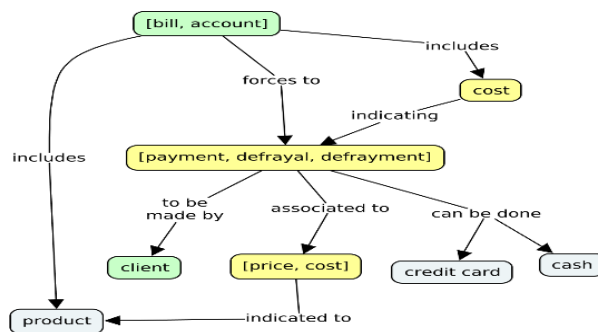 [bill, account]
includes
forces to
cost
indicating
includes
[payment, defrayal, defrayment]
to be
made by
associated to
can be done
client
[price, cost]
credit card
cash
product
indicated to